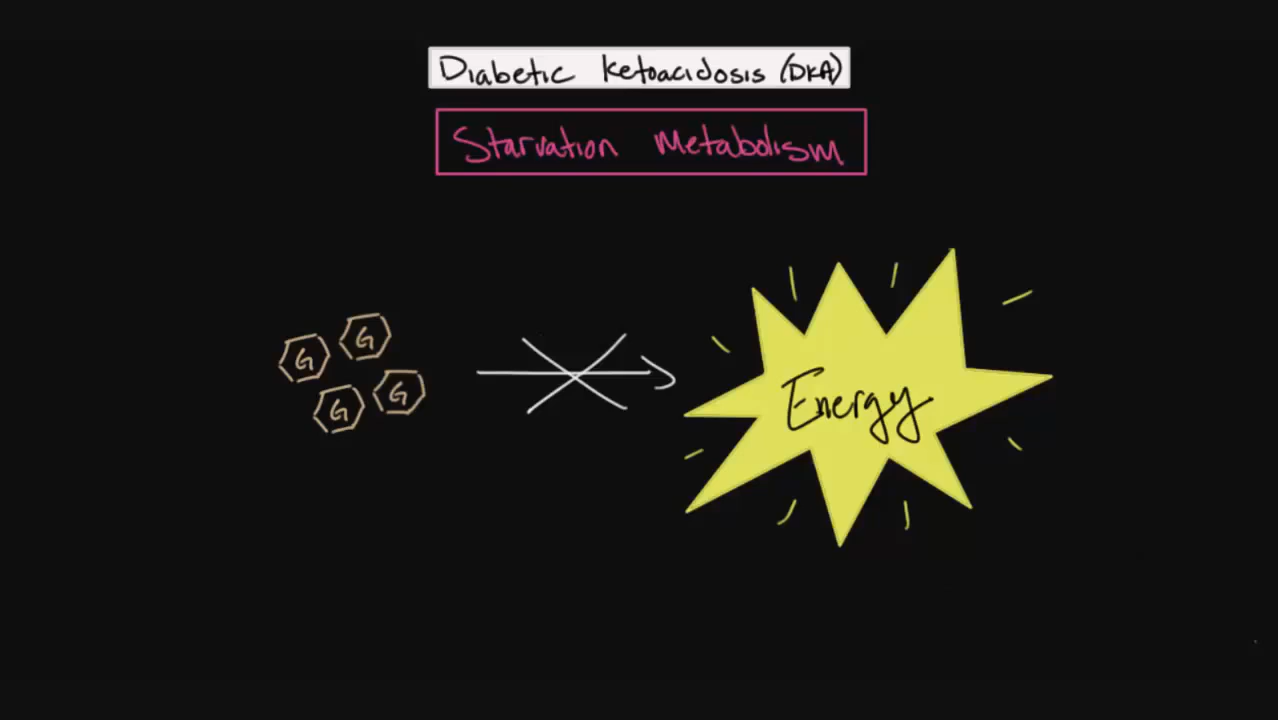 Diabetic Ketoacidosis (DKA)
Starvation Metabolism
G G
G G
Energy